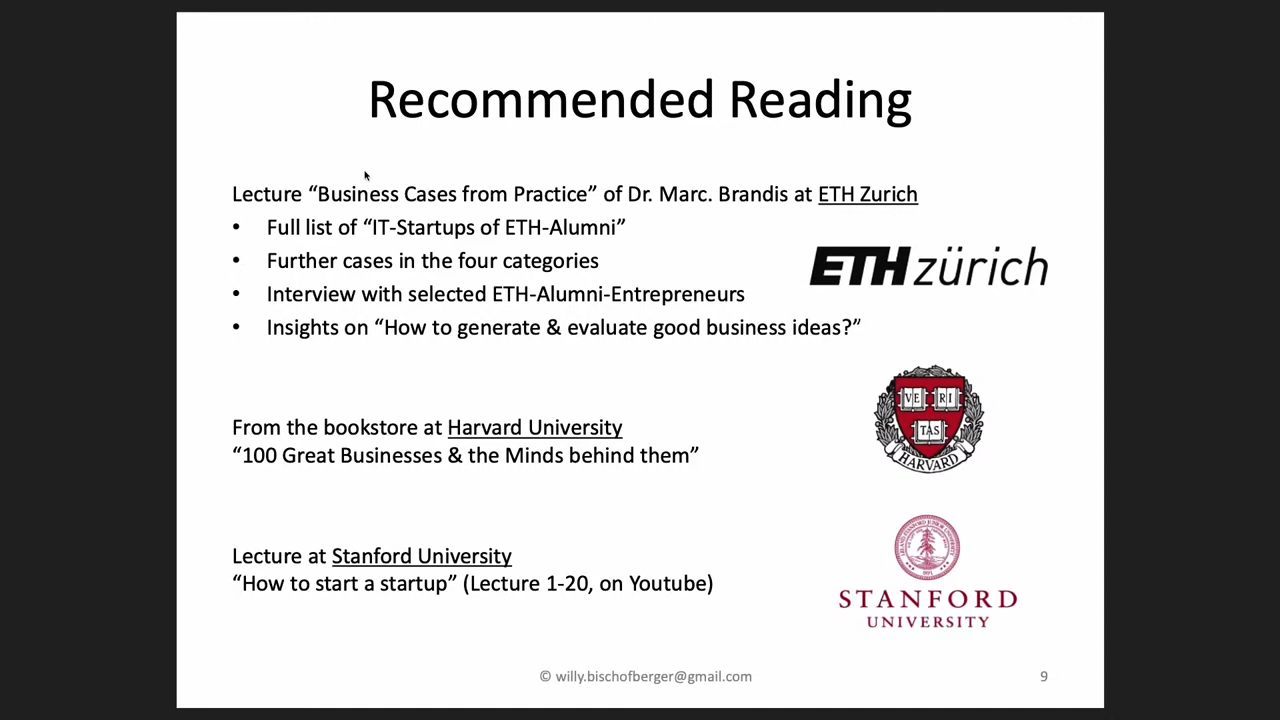 Recommended Reading
Lecture “Business Cases from Practice” of Dr. Marc. Brandis at ETH Zurich
• Full list of “IT-Startups of ETH-Alumni”
• Further cases in the four categories
• Interview with selected ETH-Alumni-Entrepreneurs
• Insights on “How to generate & evaluate good business ideas?”
ETH zürich
From the bookstore at Harvard University
“100 Great Businesses & the Minds behind them”
VE RI
TAS
HARVARD
Lecture at Stanford University
“How to start a startup” (Lecture 1-20, on Youtube)
STANFORD
UNIVERSITY
© willy.bischofberger@gmail.com
9